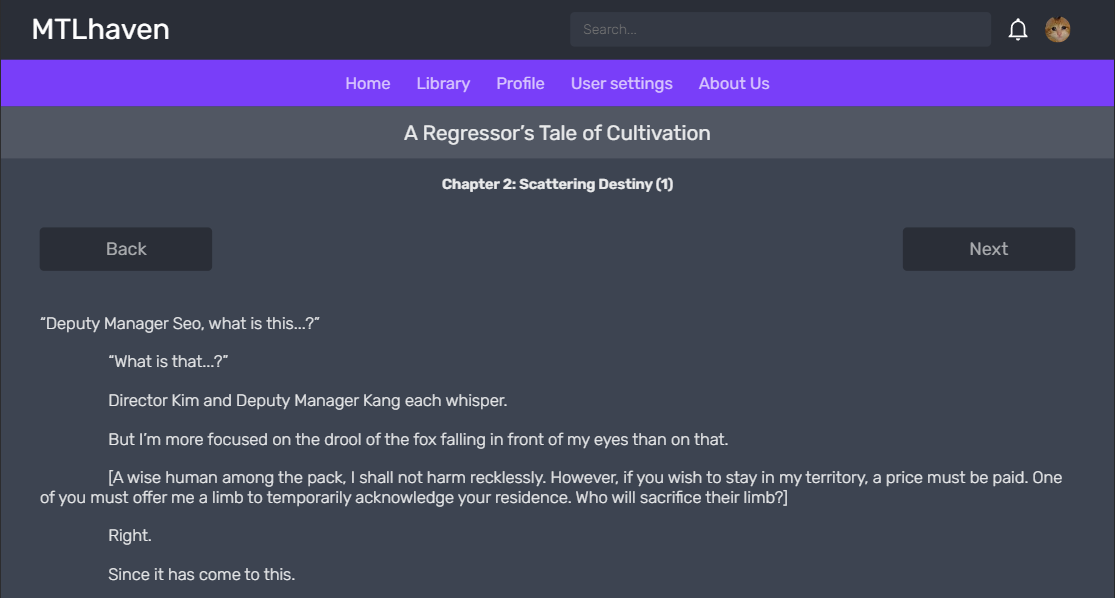 MTLhaven
Search...
Home Library Profile User settings About Us
A Regressor’s Tale of Cultivation
Chapter 2: Scattering Destiny (1)
Back Next
“Deputy Manager Seo, what is this...?”
“What is that...?”
Director Kim and Deputy Manager Kang each whisper.
But I’m more focused on the drool of the fox falling in front of my eyes than on that.
[A wise human among the pack, I shall not harm recklessly. However, if you wish to stay in my territory, a price must be paid. One
of you must offer me a limb to temporarily acknowledge your residence. Who will sacrifice their limb?]
Right.
Since it has come to this.